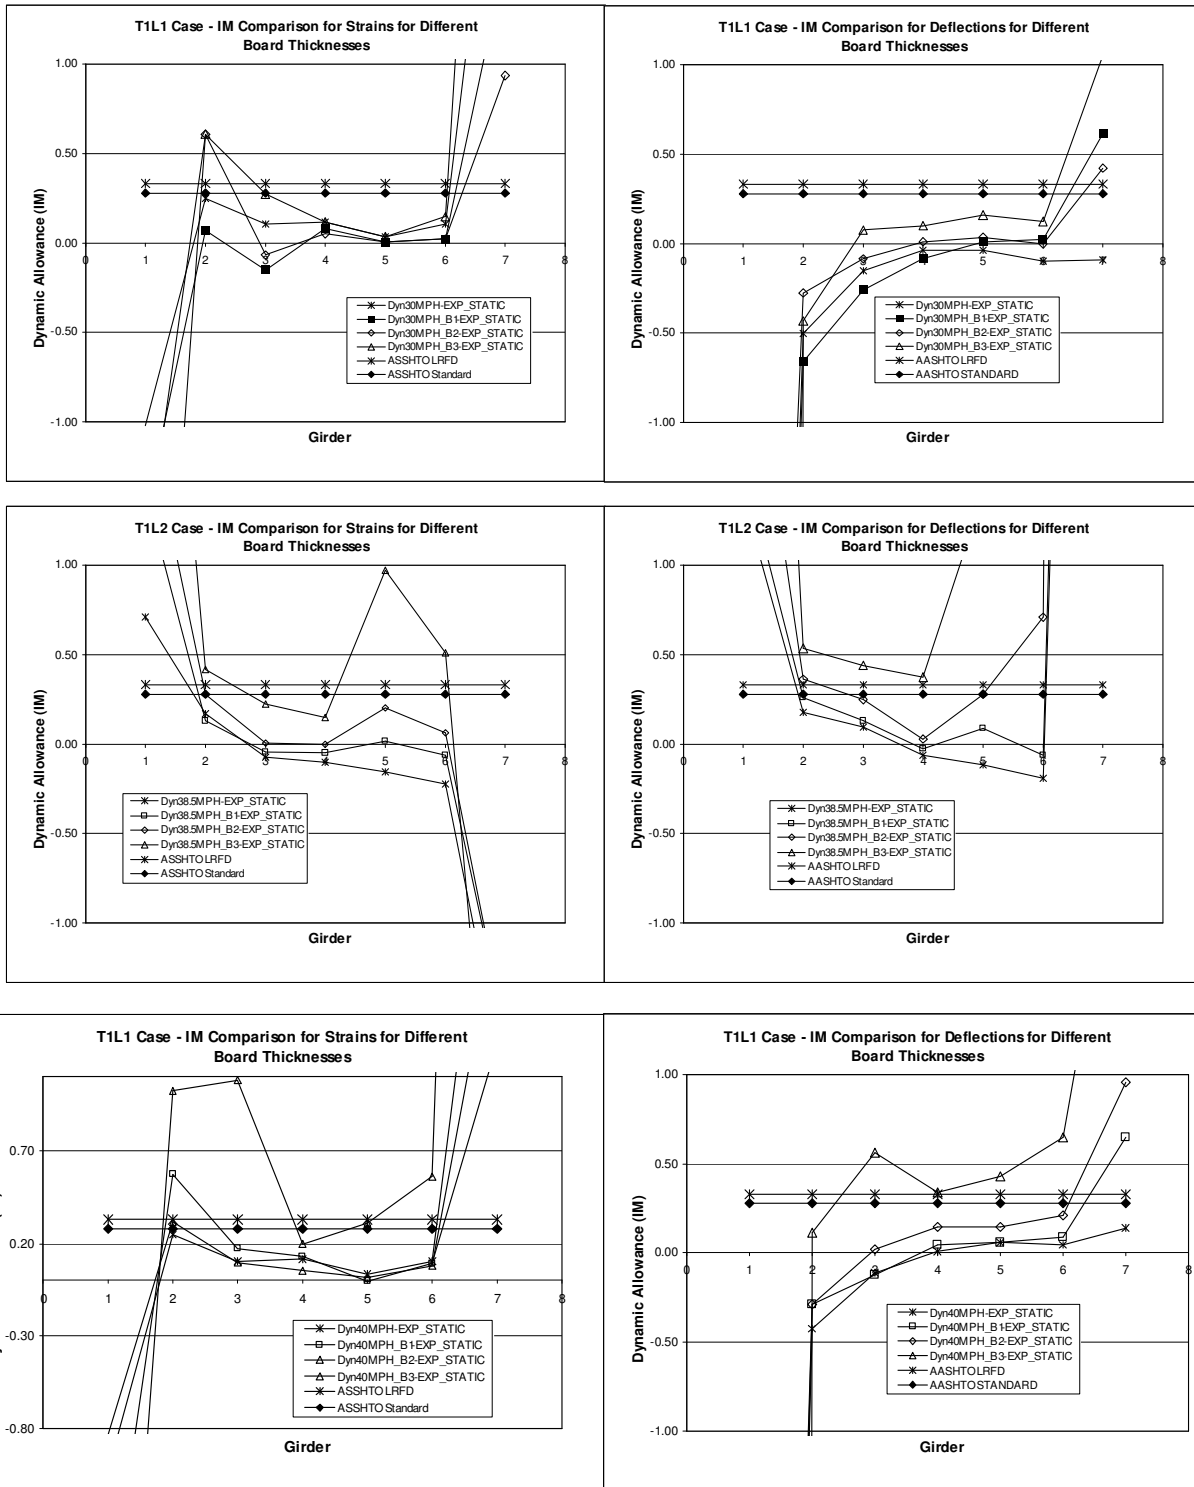 T1L1 Case - IM Comparison for Strains for Different
Board Thicknesses
1.00
0.50
0.00
-0.50
-1.00
0 1 2 3 4 5 6 7 8
Dynamic Allowance (IM)
Girder
Dyn30MPH-EXP_STATIC
Dyn30MPH_B1-EXP_STATIC
Dyn30MPH_B2-EXP_STATIC
Dyn30MPH_B3-EXP_STATIC
ASSHTO LRFD
ASSHTO Standard
T1L1 Case - IM Comparison for Deflections for Different
Board Thicknesses
1.00
0.50
0.00
-0.50
-1.00
0 1 2 3 4 5 6 7 8
Dynamic Allowance (IM)
Girder
Dyn30MPH-EXP_STATIC
Dyn30MPH_B1-EXP_STATIC
Dyn30MPH_B2-EXP_STATIC
Dyn30MPH_B3-EXP_STATIC
AASHTO LRFD
AASHTO STANDARD
T1L2 Case - IM Comparison for Strains for Different
Board Thicknesses
1.00
0.50
0.00
-0.50
-1.00
0 1 2 3 4 5 6 7 8
Dynamic Allowance (IM)
Girder
Dyn38.5MPH-EXP_STATIC
Dyn38.5MPH_B1-EXP_STATIC
Dyn38.5MPH_B2-EXP_STATIC
Dyn38.5MPH_B3-EXP_STATIC
ASSHTO LRFD
ASSHTO Standard
T1L2 Case - IM Comparison for Deflections for Different
Board Thicknesses
1.00
0.50
0.00
-0.50
-1.00
0 1 2 3 4 5 6 7 8
Dynamic Allowance (IM)
Girder
Dyn38.5MPH-EXP_STATIC
Dyn38.5MPH_B1-EXP_STATIC
Dyn38.5MPH_B2-EXP_STATIC
Dyn38.5MPH_B3-EXP_STATIC
AASHTO LRFD
AASHTO Standard
T1L1 Case - IM Comparison for Strains for Different
Board Thicknesses
0.70
0.20
-0.30
-0.80
0 1 2 3 4 5 6 7 8
Girder
Dyn40MPH-EXP_STATIC
Dyn40MPH_B1-EXP_STATIC
Dyn40MPH_B2-EXP_STATIC
Dyn40MPH_B3-EXP_STATIC
ASSHTO LRFD
ASSHTO Standard
T1L1 Case - IM Comparison for Deflections for Different
Board Thicknesses
1.00
0.50
0.00
-0.50
-1.00
0 1 2 3 4 5 6 7 8
Dynamic Allowance (IM)
Girder
Dyn40MPH-EXP_STATIC
Dyn40MPH_B1-EXP_STATIC
Dyn40MPH_B2-EXP_STATIC
Dyn40MPH_B3-EXP_STATIC
AASHTO LRFD
AASHTO STANDARD